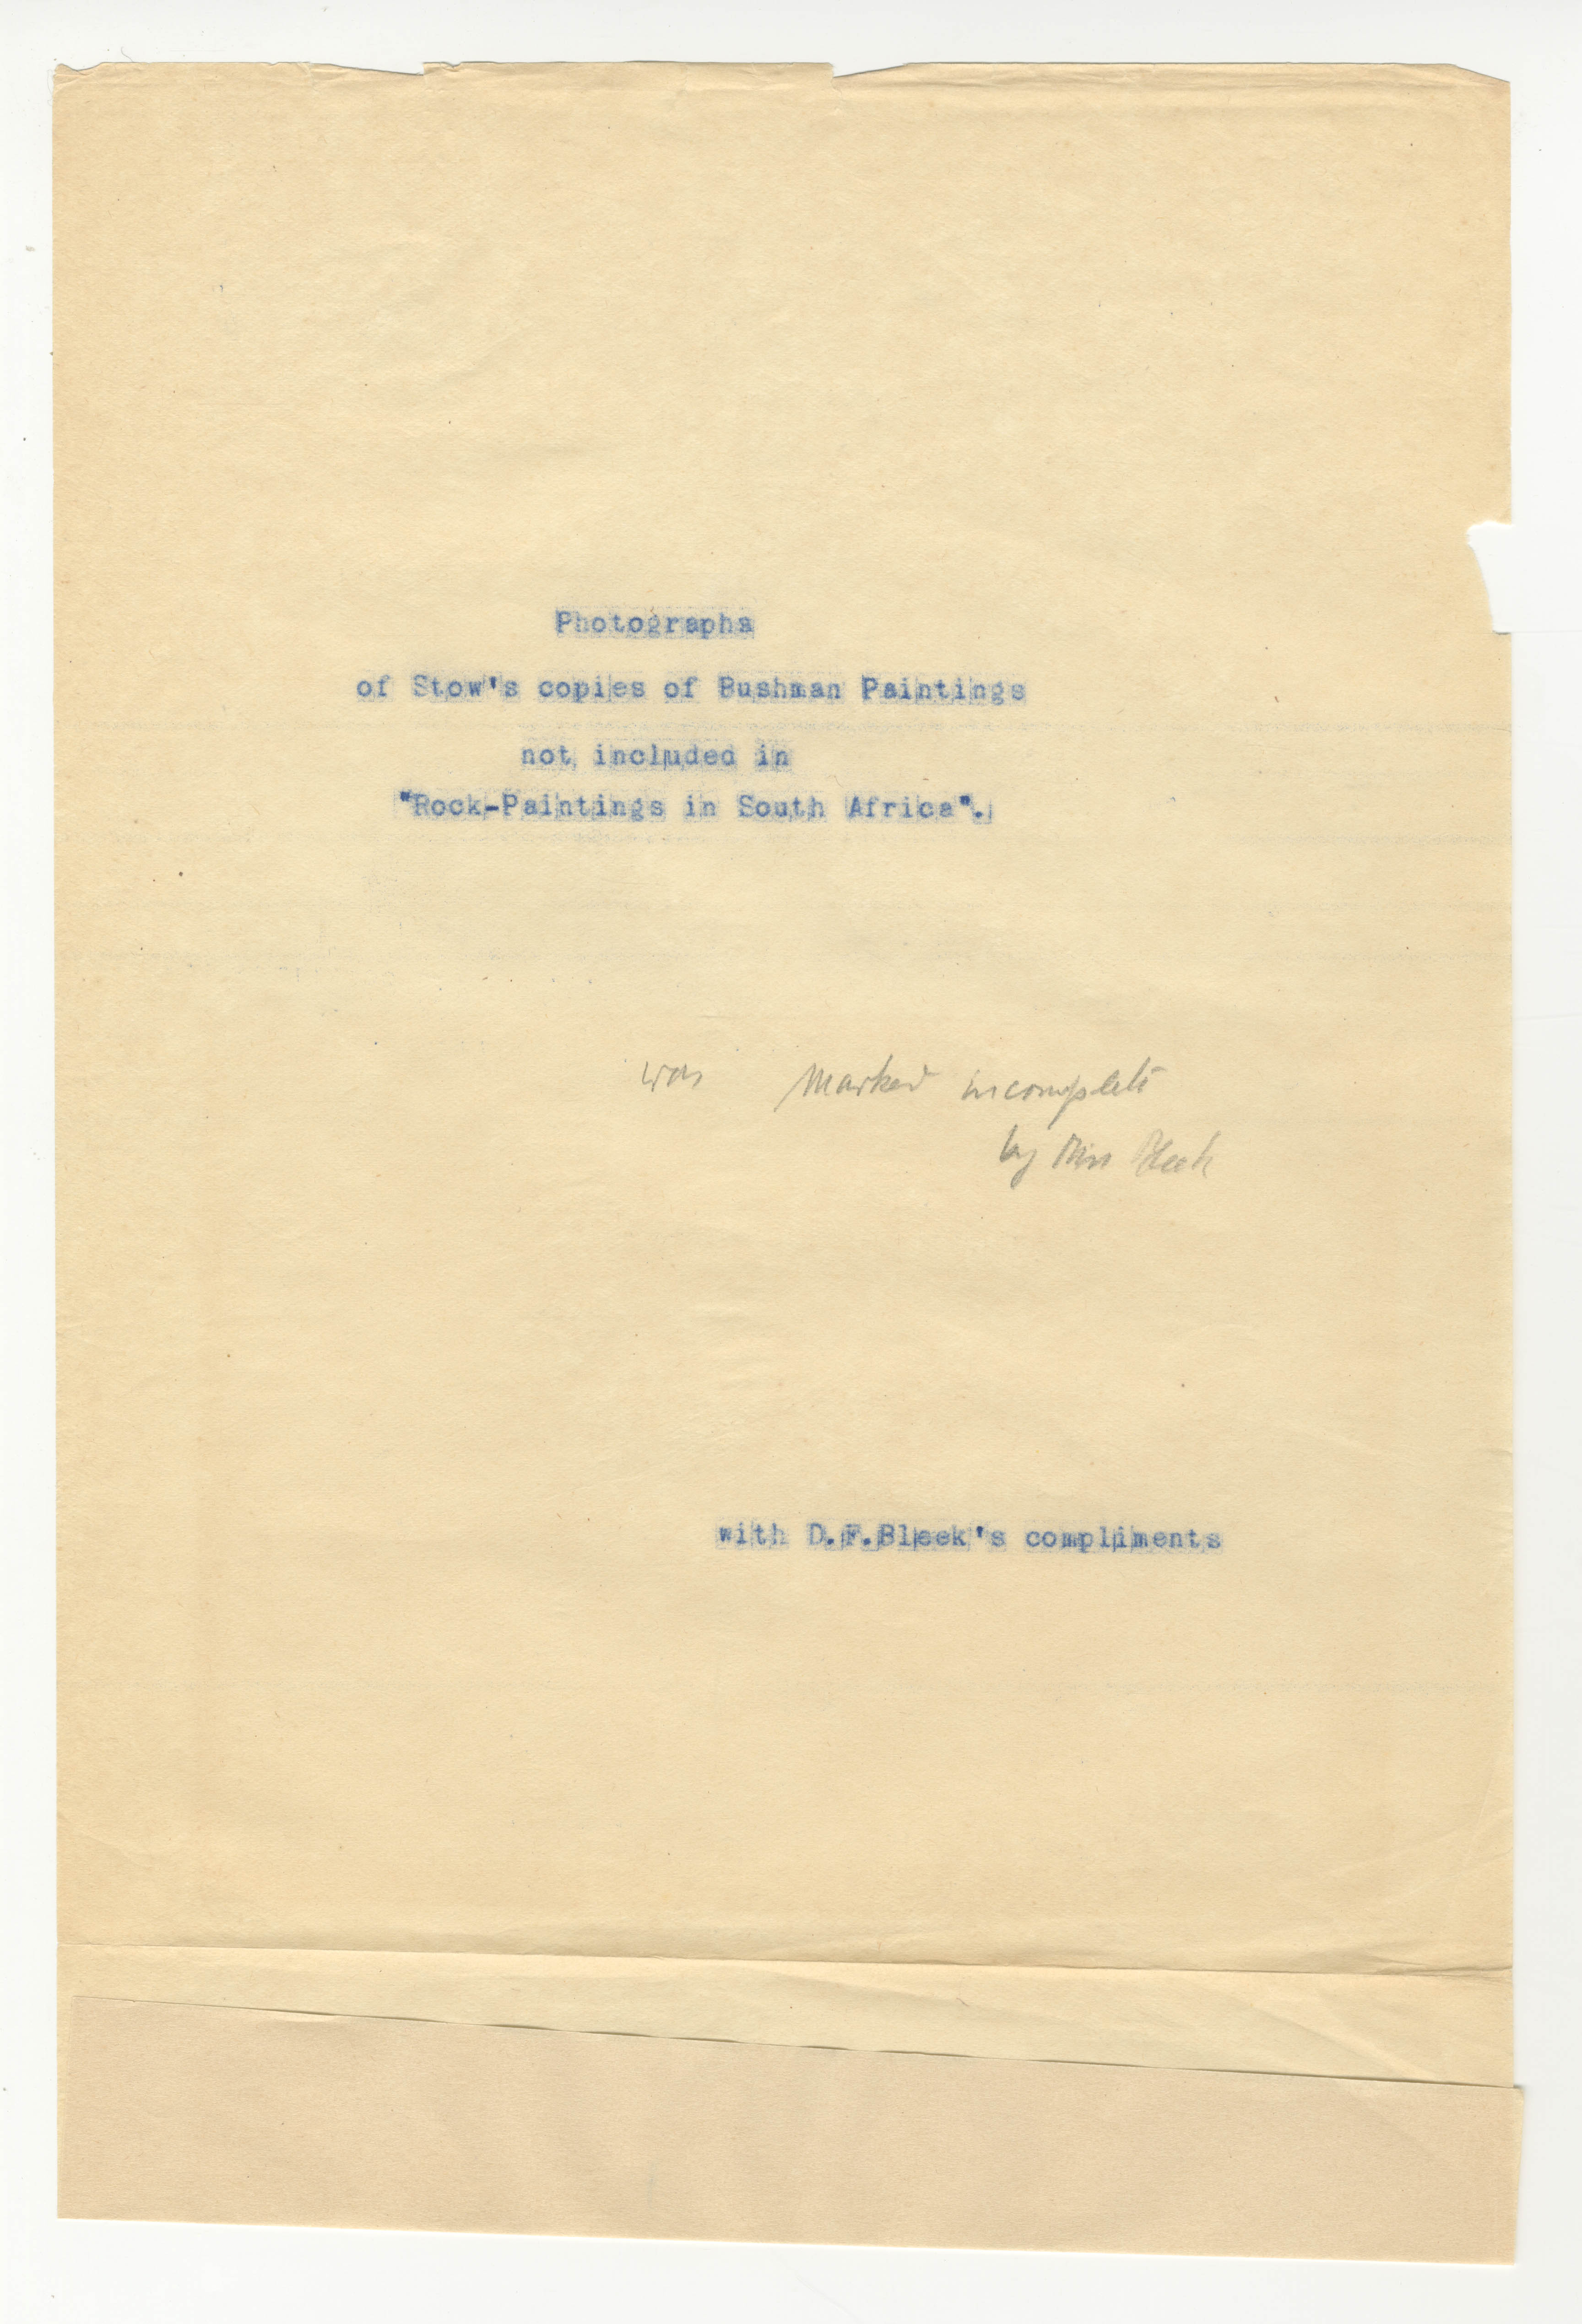 Photographs
of Stow's copies of Bushman Paintings
not included in
"Rock-Paintings in South Africa".
was marked incomplete
by Miss Bleek
with D.F.Bleek's compliments